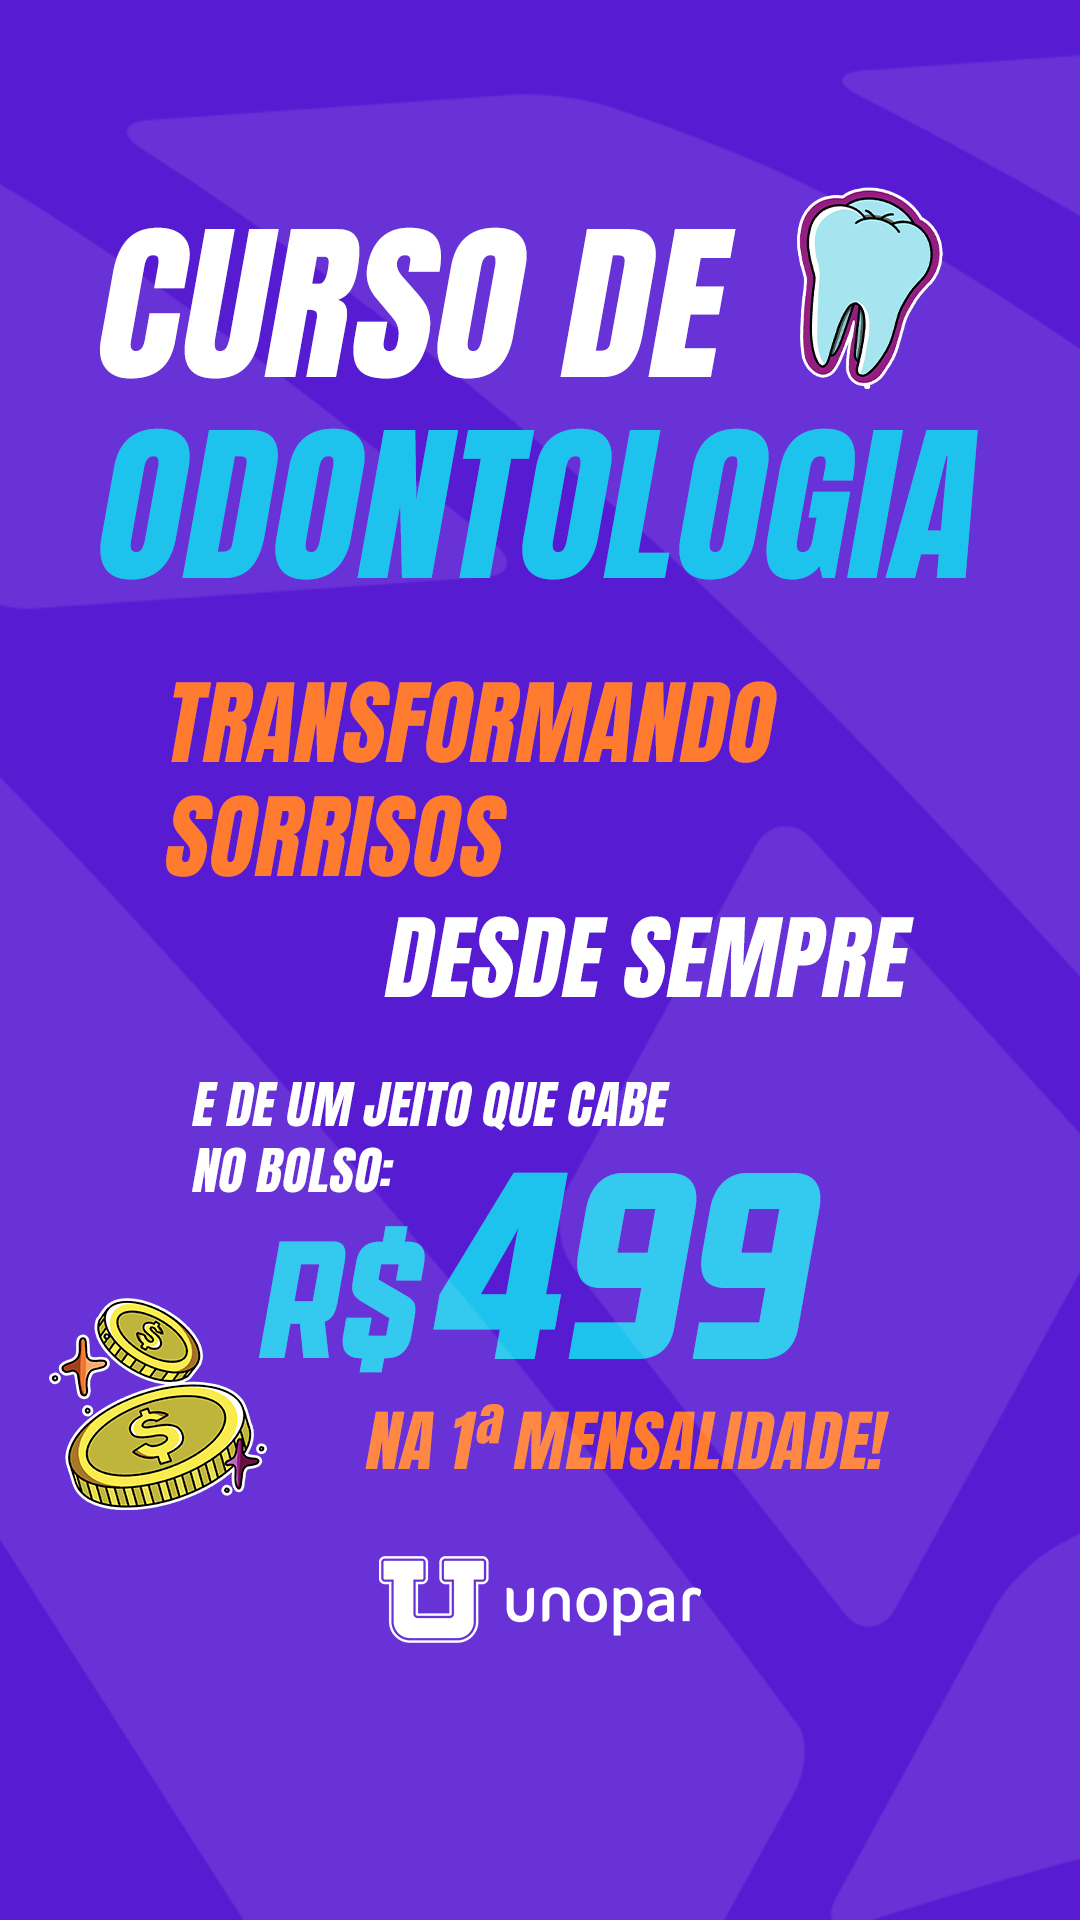 CURSO DE
ODONTOLOGIA
TRANSFORMANDO
SORRISOS
DESDE SEMPRE
E DE UM JEITO QUE CABE
NO BOLSO:
R$ 499
NA 1ª MENSALIDADE!
U unopar